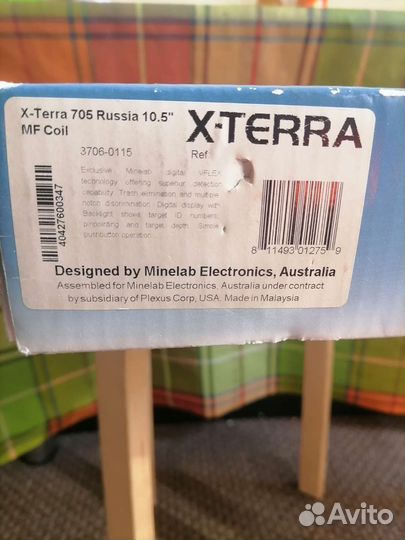 X-Terra 705 Russia 10.5"
MF Coil
X-TERRA
3706-0115
Ref
Exclusive Minelab digital VFLEX
technology offering superior detection
capability. Trash elimination and multiple
notch discrimination. Digital display with
Backlight shows target ID numbers,
pinpointing and target depth. Simple
pushbutton operation.
40427600347
8 11493 01275 9
Designed by Minelab Electronics, Australia
Assembled for Minelab Electronics, Australia under contract
by subsidiary of Plexus Corp, USA. Made in Malaysia
Avito